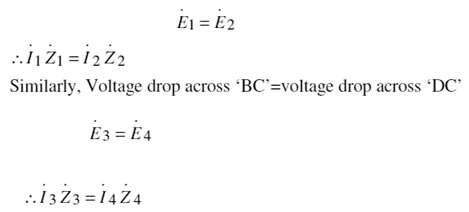 Ė1 = Ė2
∴ İ1 Ż1 = İ2 Ż2
Similarly, Voltage drop across ‘BC’=voltage drop across ‘DC’
Ė3 = Ė4
∴ İ3 Ż3 = İ4 Ż4